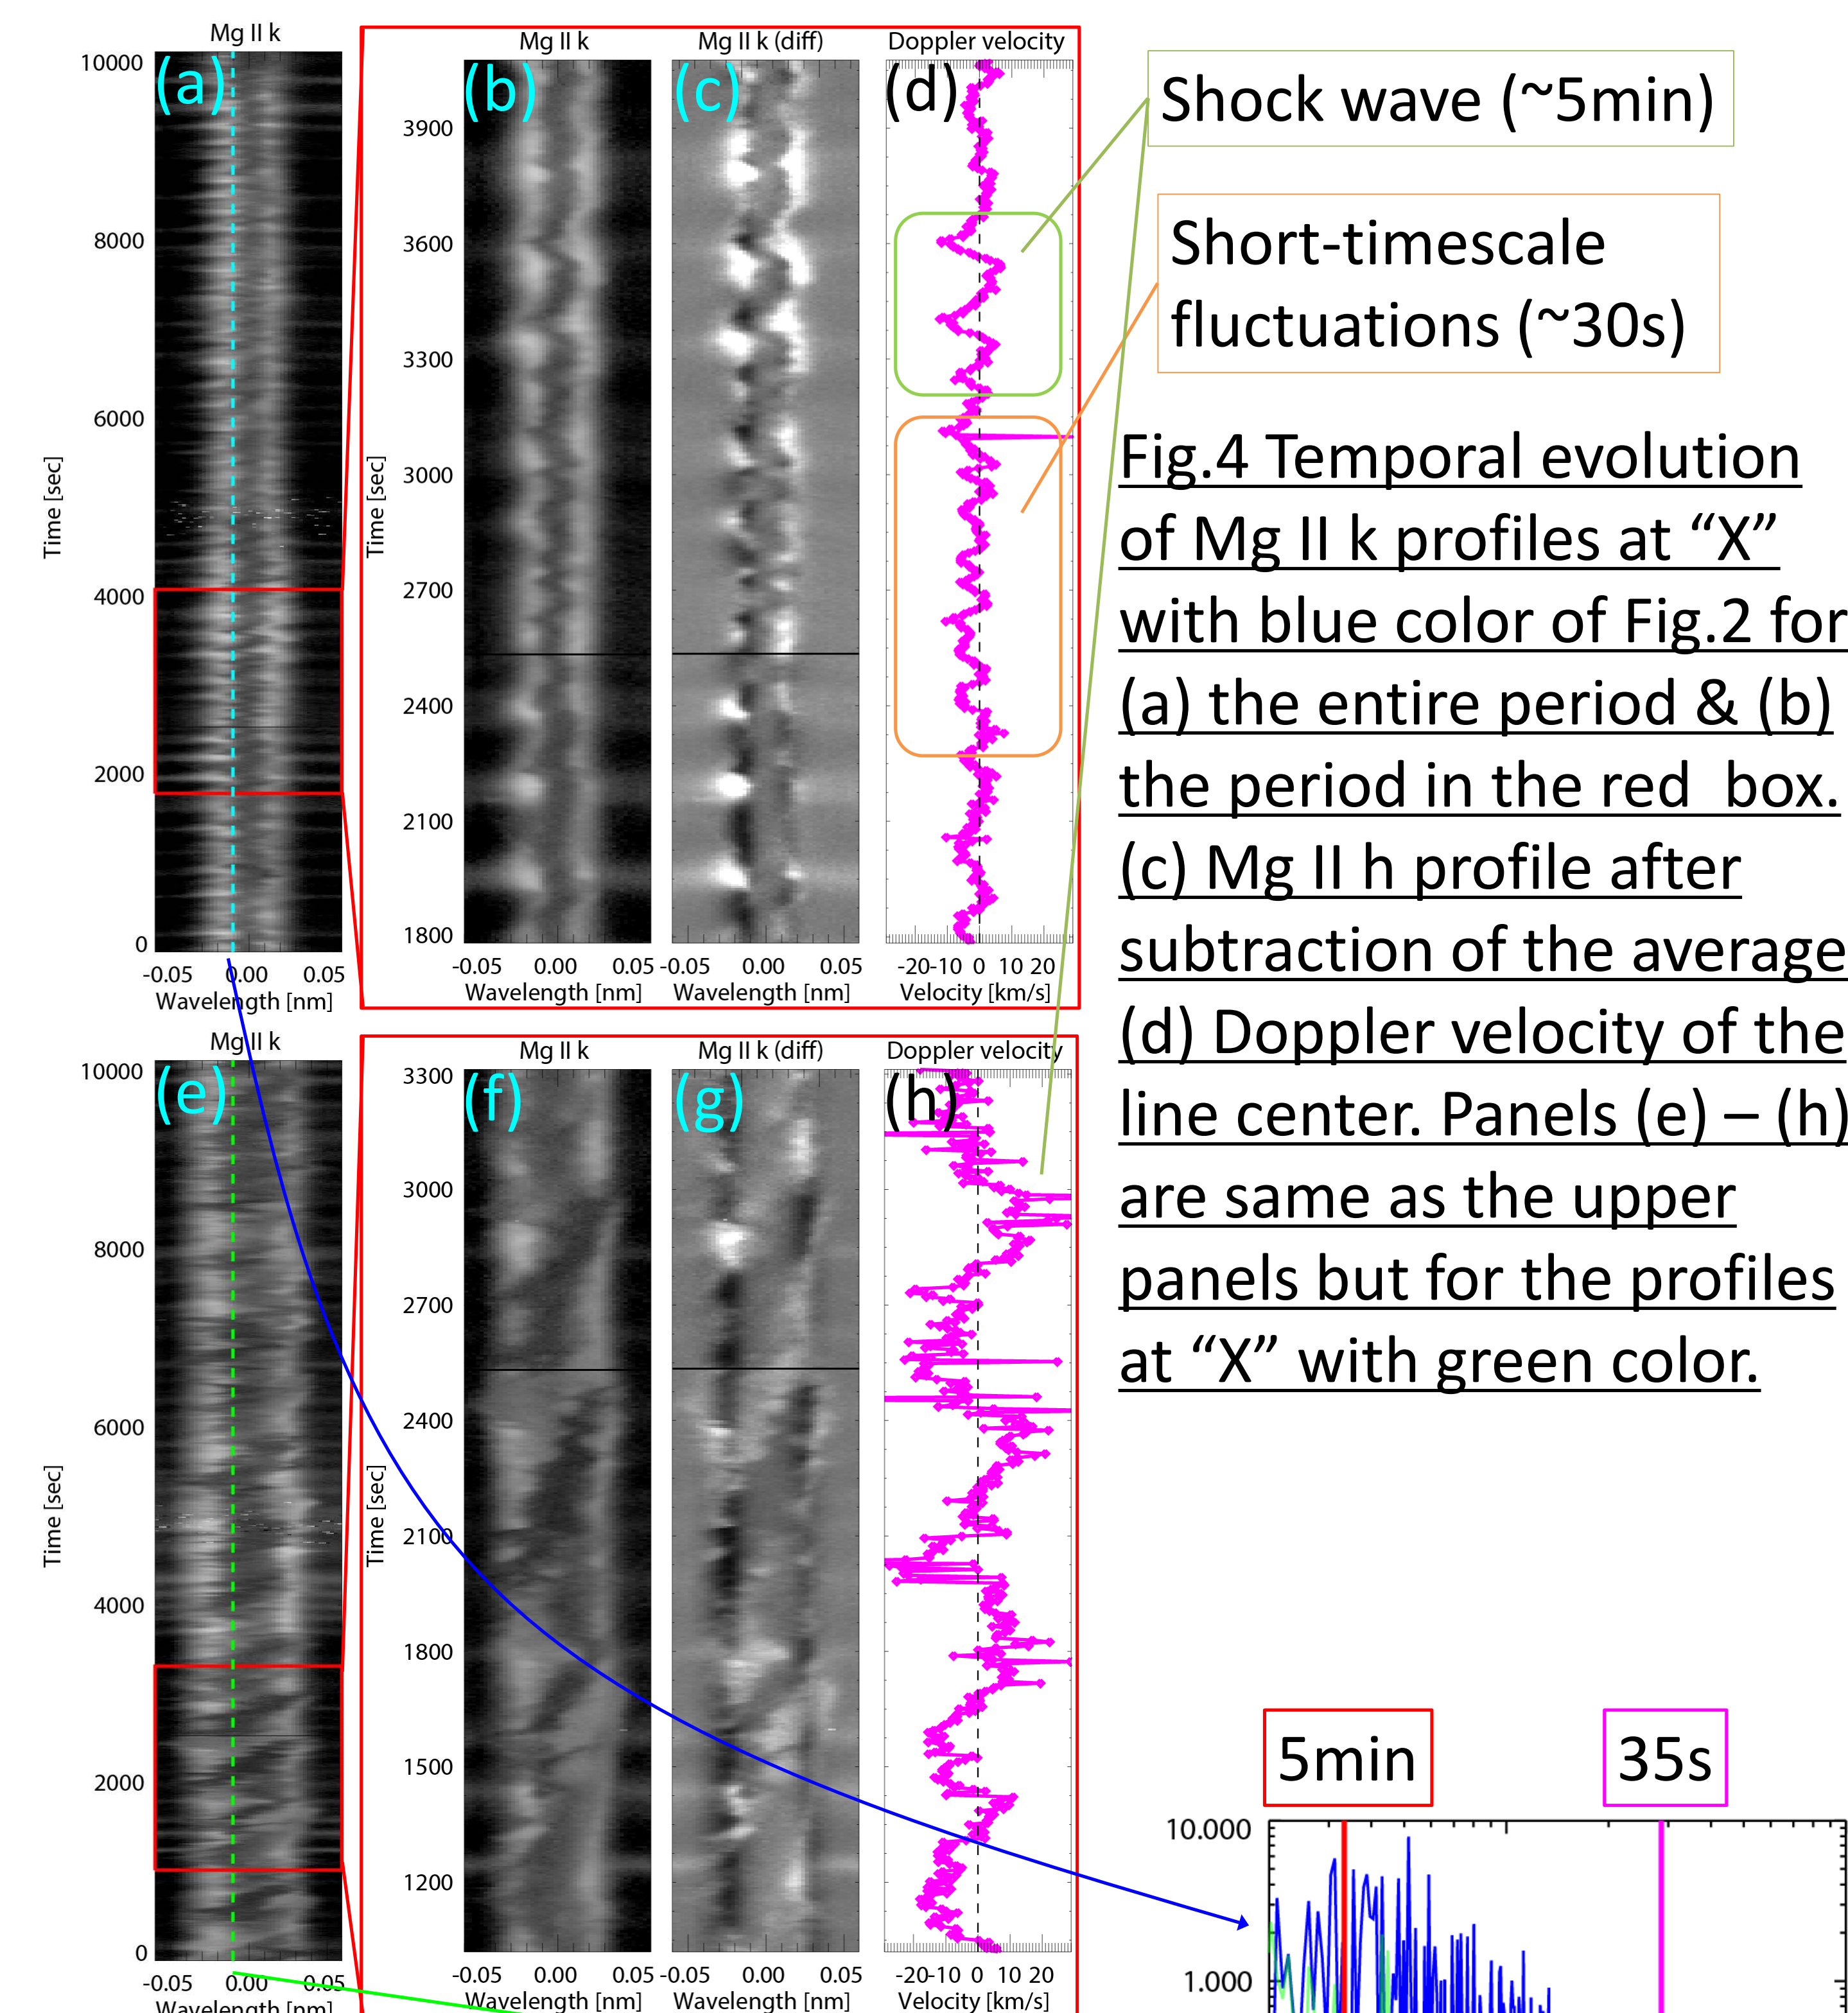 Mg II k
(a)
10000
8000
6000
4000
2000
0
Time [sec]
-0.05 0.00 0.05
Wavelength [nm]
Mg II k
(b)
3900
3600
3300
3000
2700
2400
2100
1800
Time [sec]
-0.05 0.00 0.05
Wavelength [nm]
Mg II k (diff)
(c)
-0.05 0.00 0.05
Wavelength [nm]
Doppler velocity
(d)
-20 -10 0 10 20
Velocity [km/s]
Shock wave (~5min)
Short-timescale
fluctuations (~30s)
Fig.4 Temporal evolution
of Mg II k profiles at “X”
with blue color of Fig.2 for
(a) the entire period & (b)
the period in the red box.
(c) Mg II h profile after
subtraction of the average
(d) Doppler velocity of the
line center. Panels (e) – (h)
are same as the upper
panels but for the profiles
at “X” with green color.
Mg II k
(e)
10000
8000
6000
4000
2000
0
Time [sec]
-0.05 0.00 0.05
Wavelength [nm]
Mg II k
(f)
3300
3000
2700
2400
2100
1800
1500
1200
Time [sec]
-0.05 0.00 0.05
Wavelength [nm]
Mg II k (diff)
(g)
-0.05 0.00 0.05
Wavelength [nm]
Doppler velocity
(h)
-20 -10 0 10 20
Velocity [km/s]
5min
35s
10.000
1.000